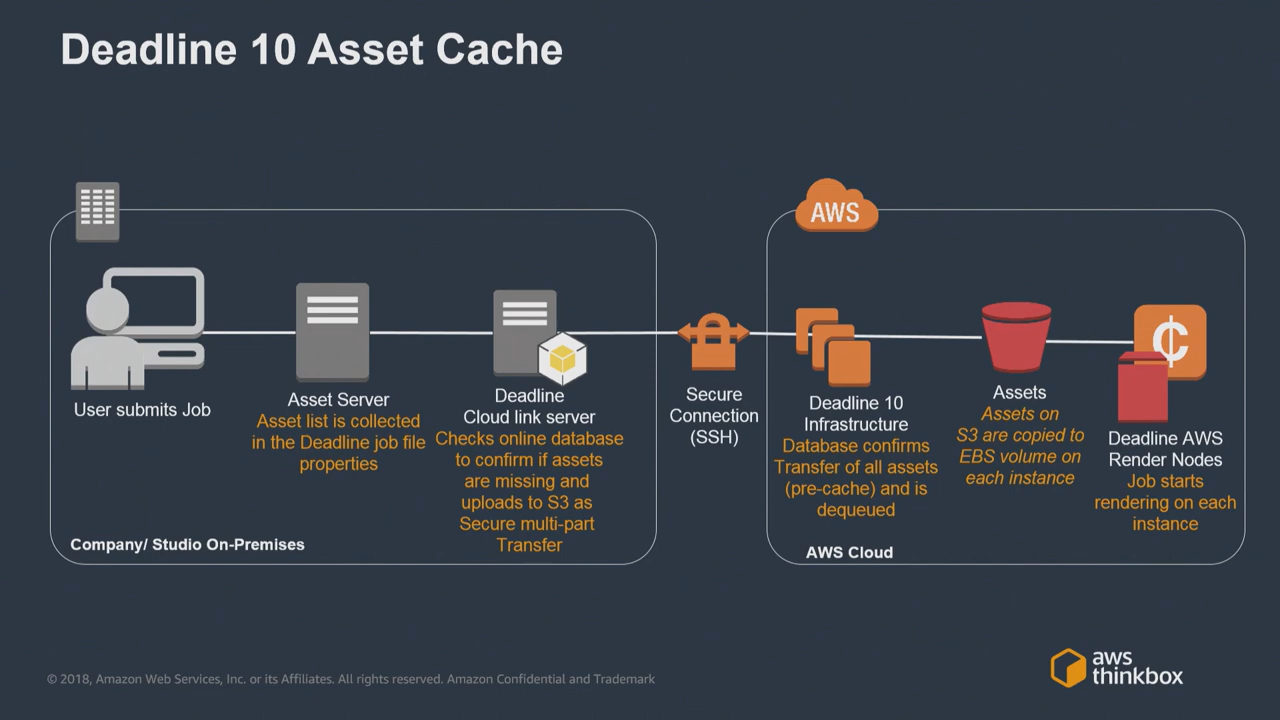 Deadline 10 Asset Cache
AWS
User submits Job
Asset Server
Asset list is collected
in the Deadline job file
properties
Deadline
Cloud link server
Checks online database
to confirm if assets
are missing and
uploads to S3 as
Secure multi-part
Transfer
Company/ Studio On-Premises
Secure
Connection
(SSH)
Deadline 10
Infrastructure
Database confirms
Transfer of all assets
(pre-cache) and is
dequeued
Assets
Assets on
S3 are copied to
EBS volume on
each instance
₵
Deadline AWS
Render Nodes
Job starts
rendering on each
instance
AWS Cloud
© 2018, Amazon Web Services, Inc. or its Affiliates. All rights reserved. Amazon Confidential and Trademark
aws
thinkbox